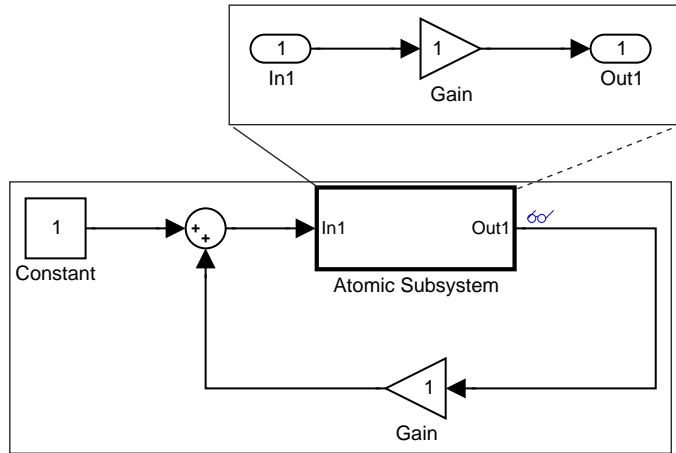 1
1
1
In1
Gain
Out1
1
+
+
In1
Out1
Constant
Atomic Subsystem
1
Gain